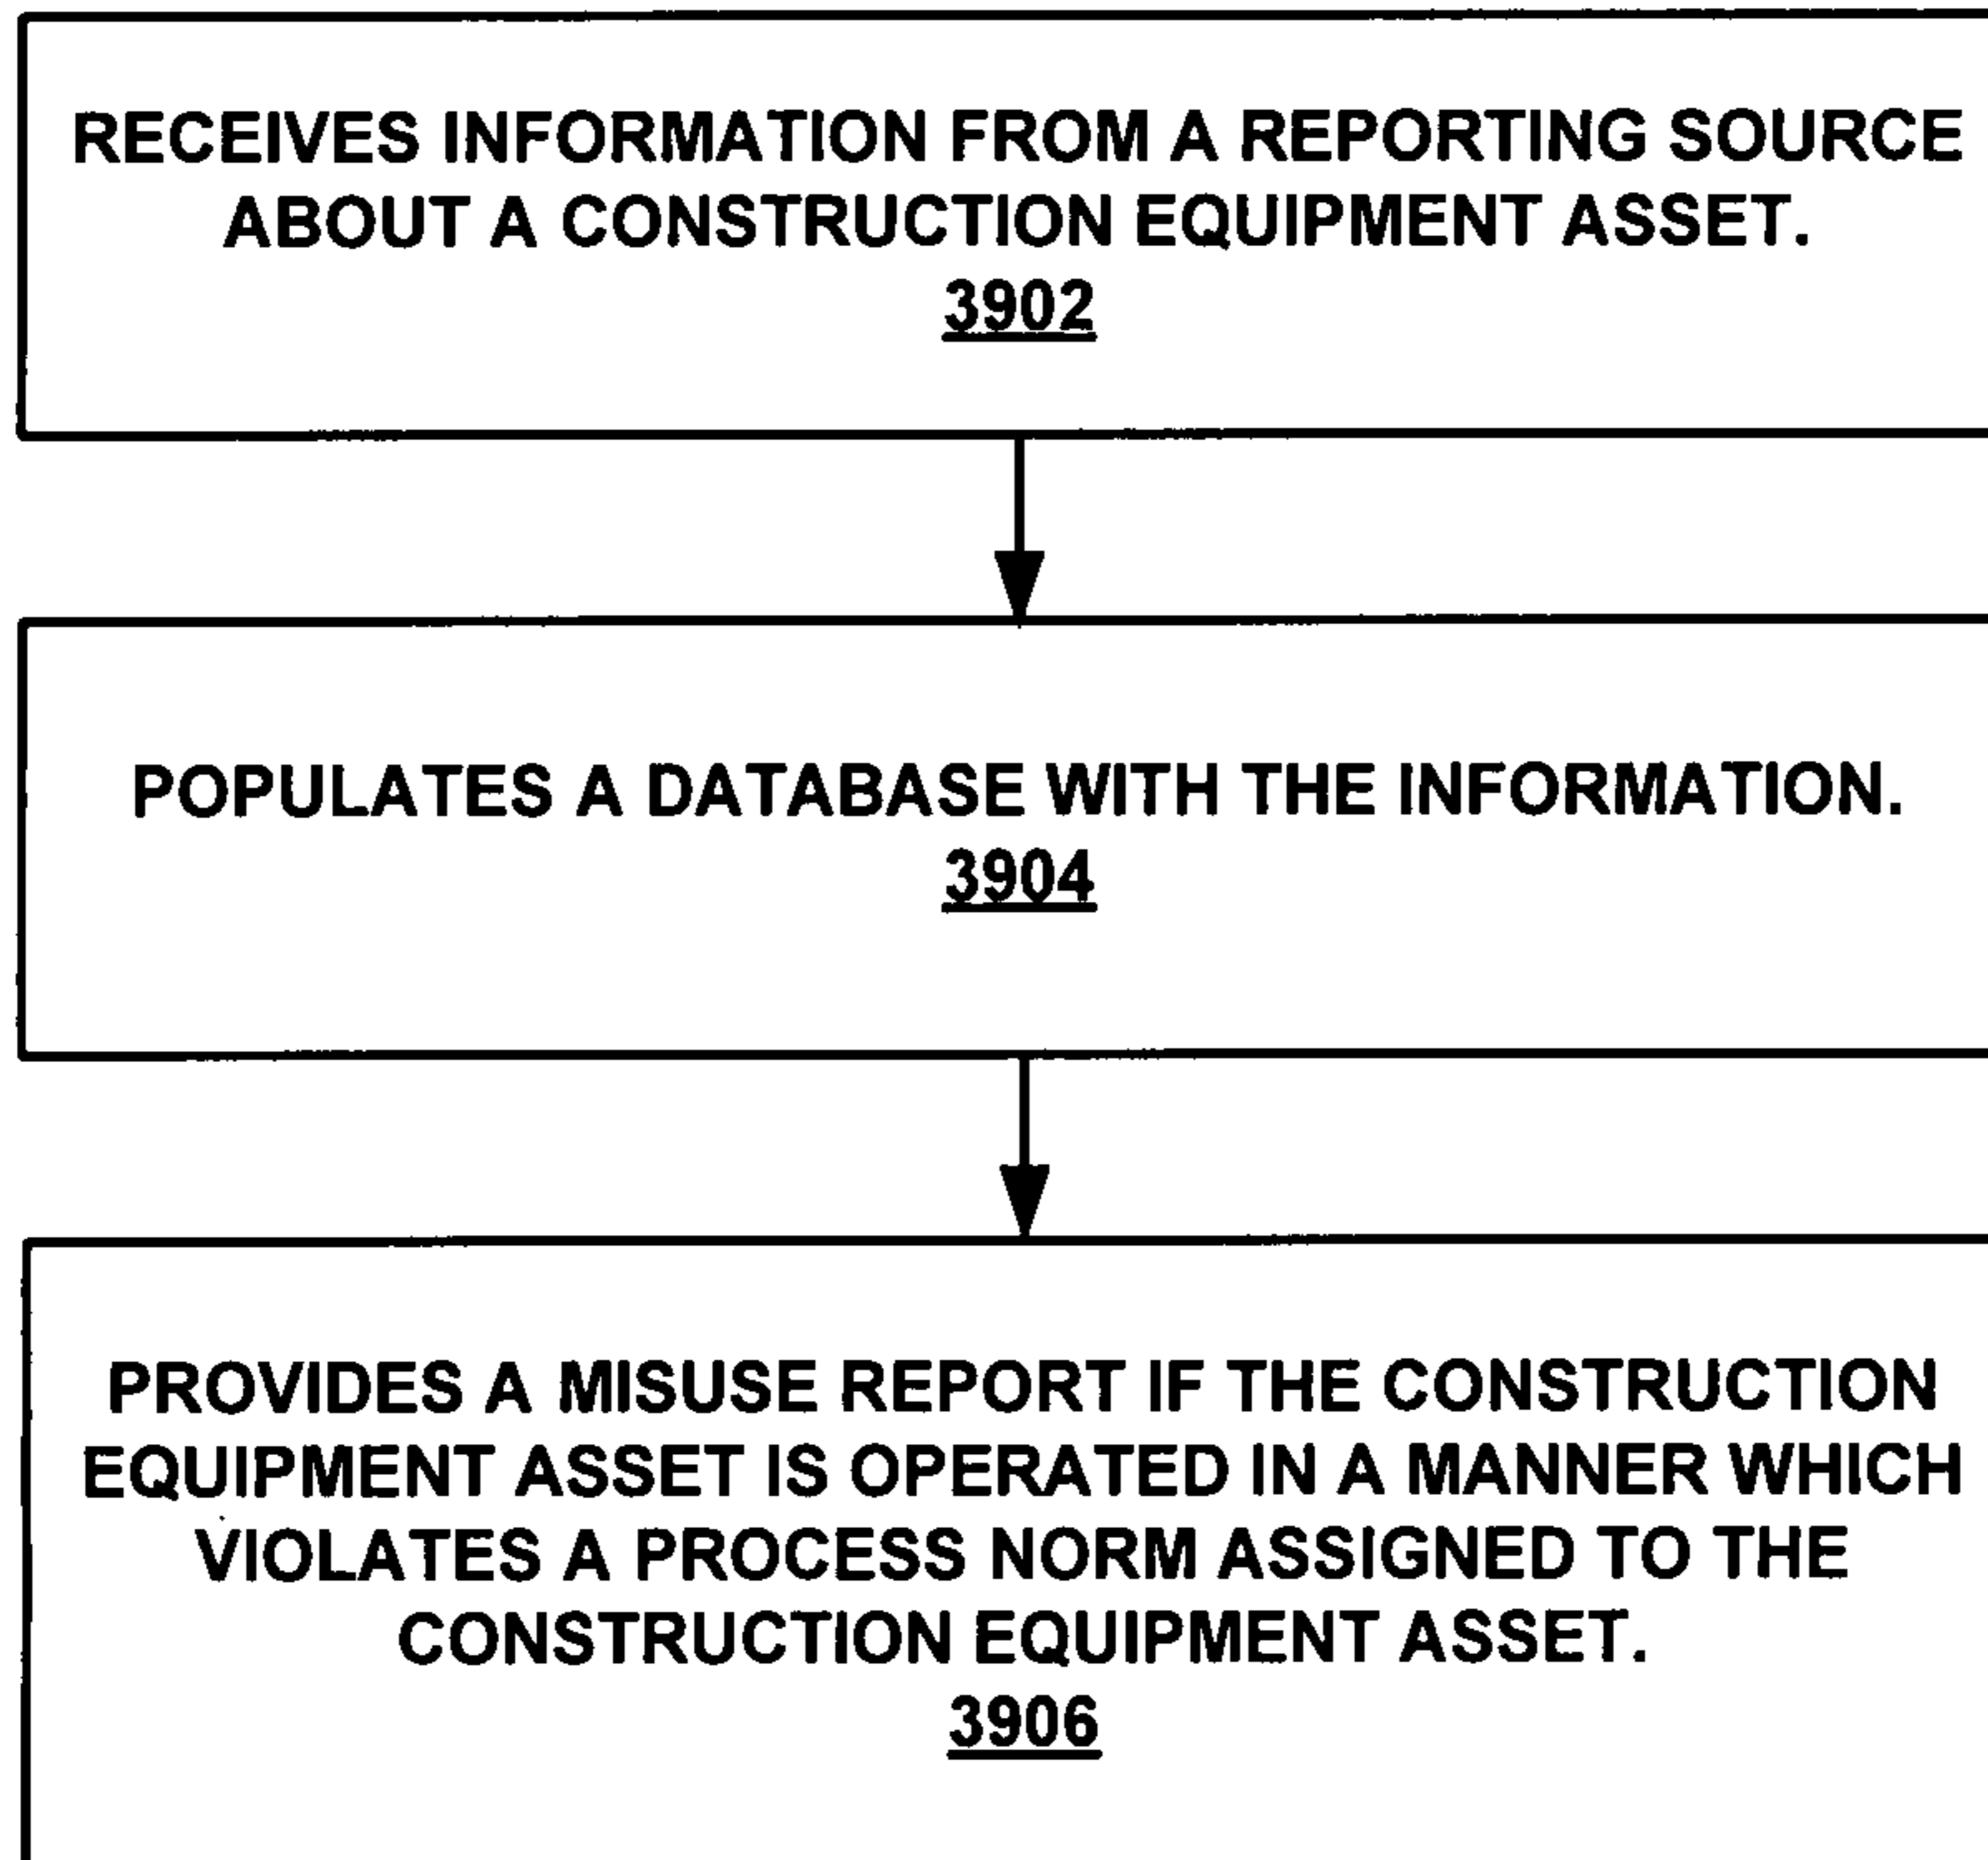 RECEIVES INFORMATION FROM A REPORTING SOURCE
ABOUT A CONSTRUCTION EQUIPMENT ASSET.
3902
POPULATES A DATABASE WITH THE INFORMATION.
3904
PROVIDES A MISUSE REPORT IF THE CONSTRUCTION
EQUIPMENT ASSET IS OPERATED IN A MANNER WHICH
VIOLATES A PROCESS NORM ASSIGNED TO THE
CONSTRUCTION EQUIPMENT ASSET.
3906